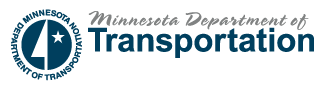 MINNESOTA
DEPARTMENT OF TRANSPORTATION
Minnesota Department of
Transportation